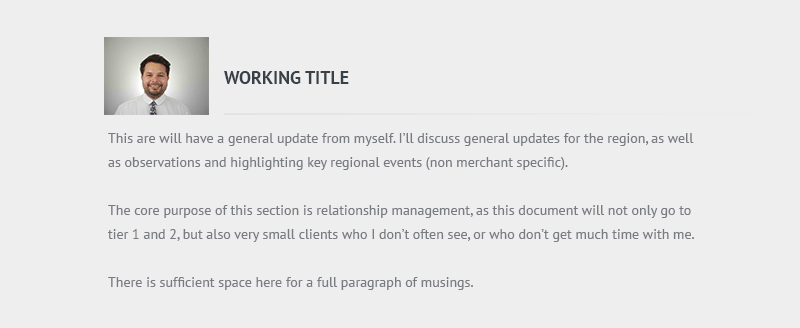 WORKING TITLE
This are will have a general update from myself. I'll discuss general updates for the region, as well
as observations and highlighting key regional events (non merchant specific).
The core purpose of this section is relationship management, as this document will not only go to
tier 1 and 2, but also very small clients who I don't often see, or who don't get much time with me.
There is sufficient space here for a full paragraph of musings.